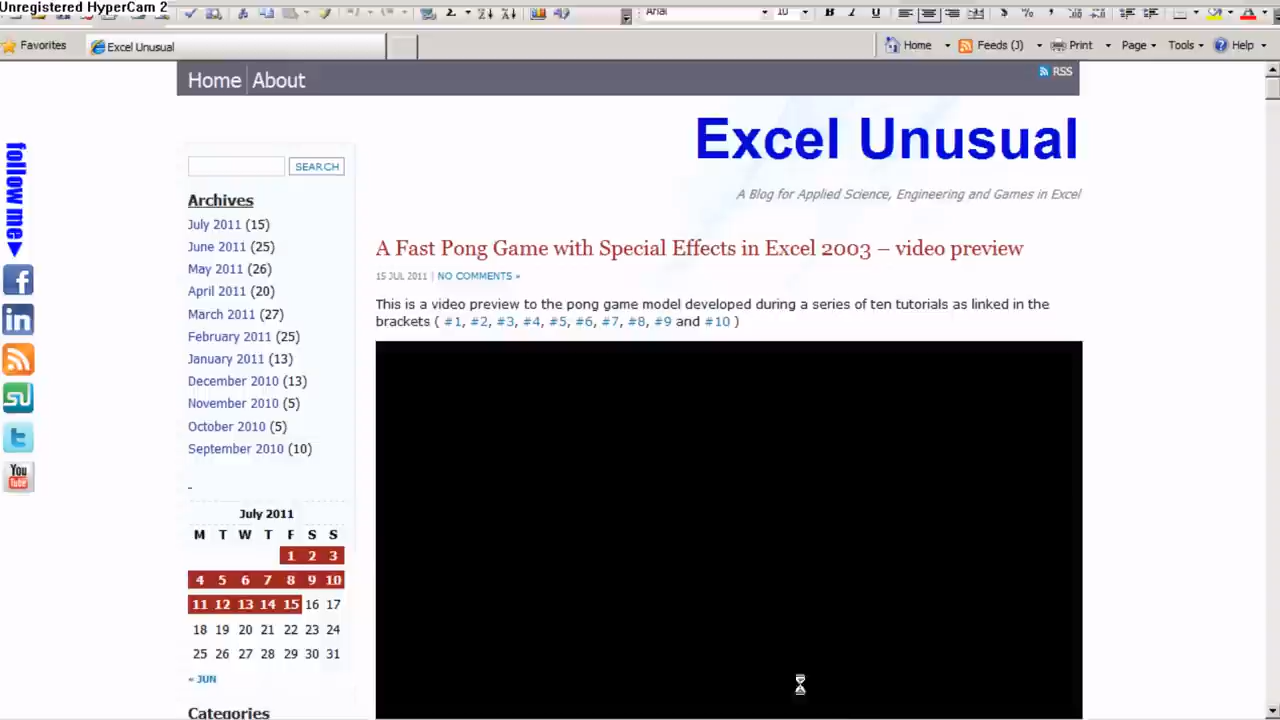 Unregistered HyperCam 2
Arial 10 B I U $ %
Favorites
Excel Unusual
Home Feeds (J) Print Page Tools Help
Home About
RSS
Excel Unusual
A Blog for Applied Science, Engineering and Games in Excel
follow me
SEARCH
Archives
July 2011 (15)
June 2011 (25)
May 2011 (26)
April 2011 (20)
March 2011 (27)
February 2011 (25)
January 2011 (13)
December 2010 (13)
November 2010 (5)
October 2010 (5)
September 2010 (10)
-
July 2011
M T W T F S S
1 2 3
4 5 6 7 8 9 10
11 12 13 14 15 16 17
18 19 20 21 22 23 24
25 26 27 28 29 30 31
« JUN
Categories
A Fast Pong Game with Special Effects in Excel 2003 – video preview
15 JUL 2011 | NO COMMENTS »
This is a video preview to the pong game model developed during a series of ten tutorials as linked in the
brackets ( #1, #2, #3, #4, #5, #6, #7, #8, #9 and #10 )
f
in
su
t
You
Tube